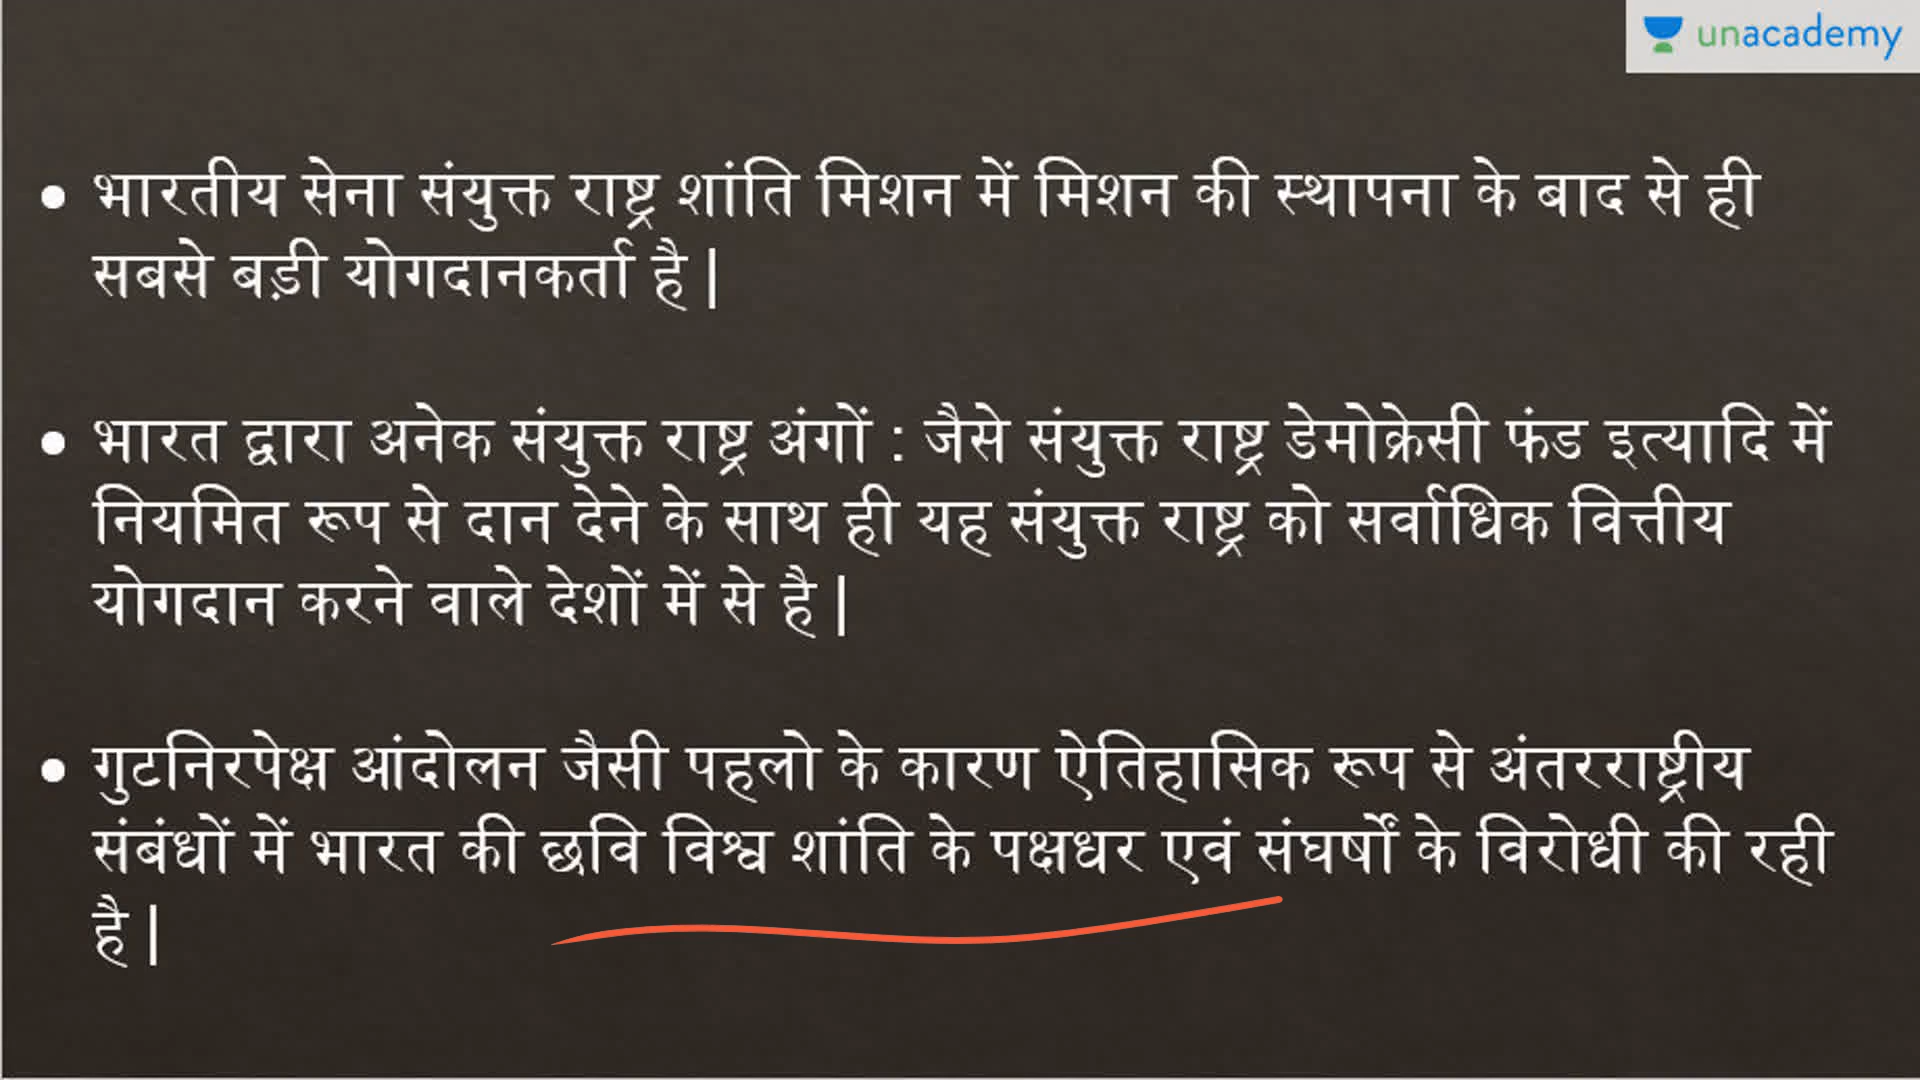 unacademy
• भारतीय सेना संयुक्त राष्ट्र शांति मिशन में मिशन की स्थापना के बाद से ही
सबसे बड़ी योगदानकर्ता है |
• भारत द्वारा अनेक संयुक्त राष्ट्र अंगों : जैसे संयुक्त राष्ट्र डेमोक्रेसी फंड इत्यादि में
नियमित रूप से दान देने के साथ ही यह संयुक्त राष्ट्र को सर्वाधिक वित्तीय
योगदान करने वाले देशों में से है |
• गुटनिरपेक्ष आंदोलन जैसी पहलो के कारण ऐतिहासिक रूप से अंतरराष्ट्रीय
संबंधों में भारत की छवि विश्व शांति के पक्षधर एवं संघर्षों के विरोधी की रही
है |